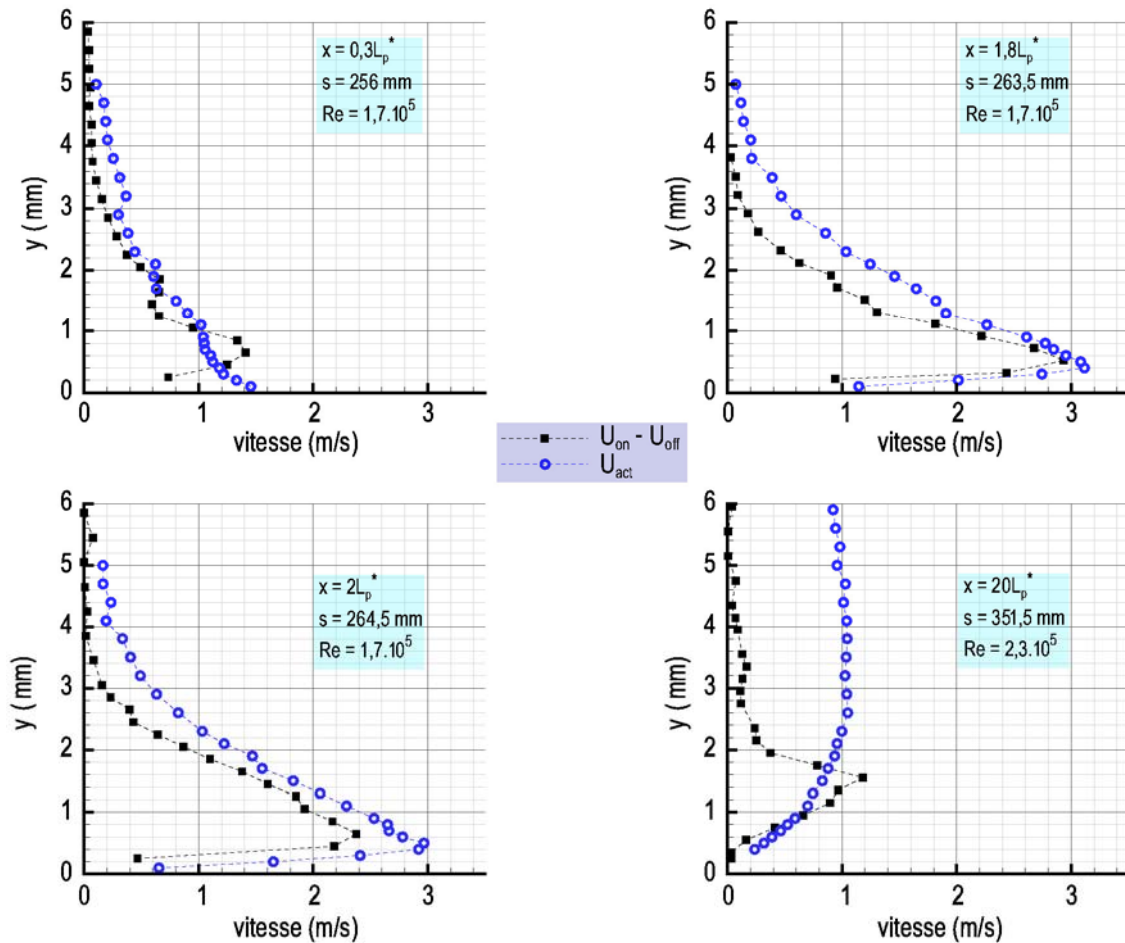 6
5
4
3
2
1
0
y (mm)
x = 0,3Lp*
s = 256 mm
Re = 1,7.10⁵
0 1 2 3
vitesse (m/s)
6
5
4
3
2
1
0
y (mm)
x = 1,8Lp*
s = 263,5 mm
Re = 1,7.10⁵
0 1 2 3
vitesse (m/s)
Uon - Uoff
Uact
6
5
4
3
2
1
0
y (mm)
x = 2Lp*
s = 264,5 mm
Re = 1,7.10⁵
0 1 2 3
vitesse (m/s)
6
5
4
3
2
1
0
y (mm)
x = 20Lp*
s = 351,5 mm
Re = 2,3.10⁵
0 1 2 3
vitesse (m/s)